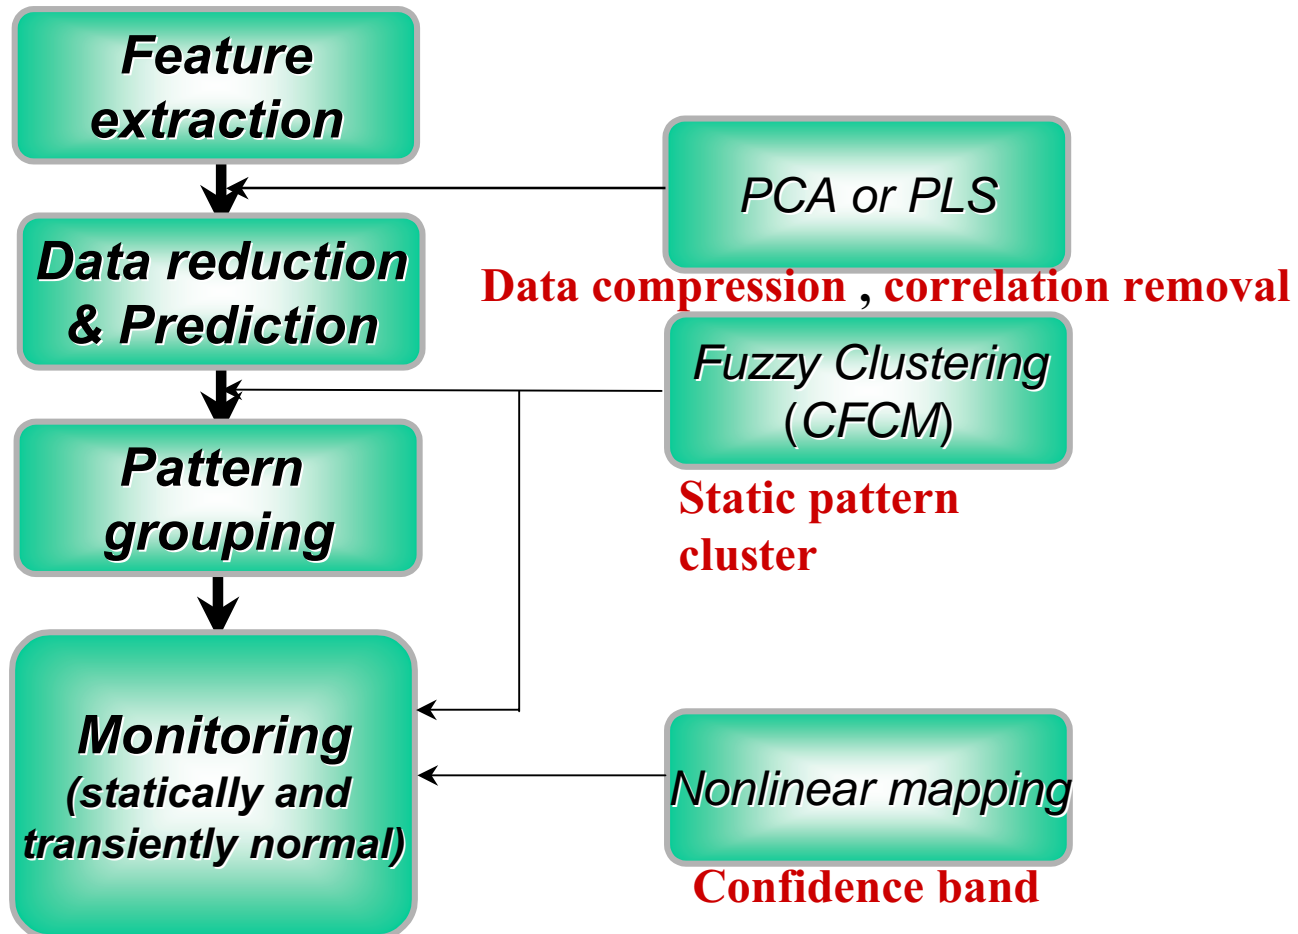 Feature
extraction
PCA or PLS
Data reduction
& Prediction
Data compression , correlation removal
Fuzzy Clustering
(CFCM)
Pattern
grouping
Static pattern
cluster
Monitoring
(statically and
transiently normal)
Nonlinear mapping
Confidence band